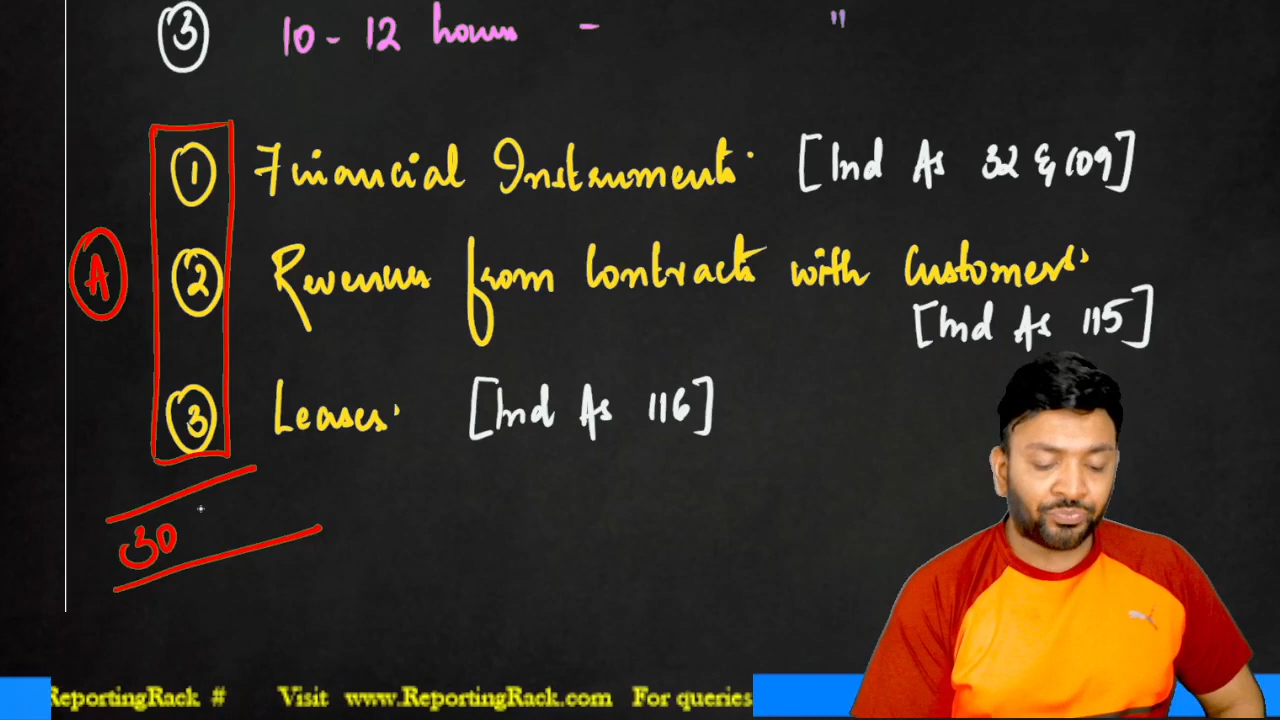 ③ 10 - 12 hours - "
① Financial Instruments. [Ind As 32 & 109]
A
② Revenues from Contracts with Customers.
[Ind As 115]
③ Leases. [Ind As 116]
30
ReportingRack # Visit www.ReportingRack.com For queries